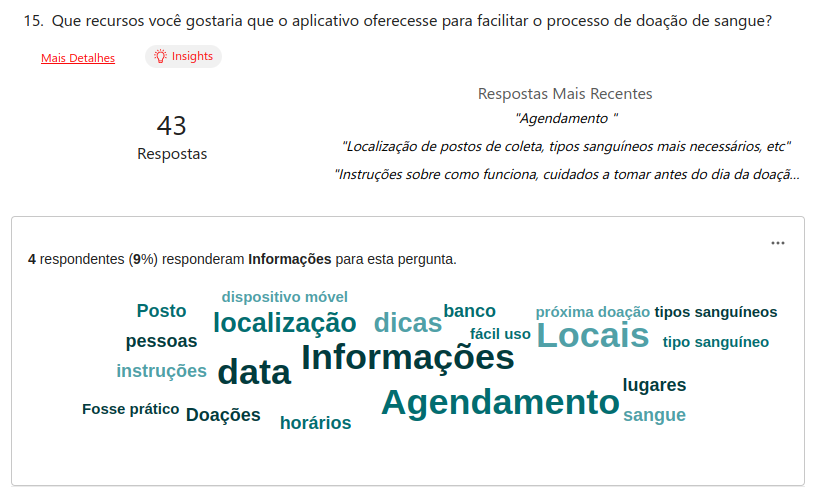 15. Que recursos você gostaria que o aplicativo oferecesse para facilitar o processo de doação de sangue?
Mais Detalhes
Insights
43
Respostas
Respostas Mais Recentes
"Agendamento "
"Localização de postos de coleta, tipos sanguíneos mais necessários, etc"
"Instruções sobre como funciona, cuidados a tomar antes do dia da doaçã...
...
4 respondentes (9%) responderam Informações para esta pergunta.
dispositivo móvel
Posto
localização
dicas
banco
próxima doação
tipos sanguíneos
pessoas
fácil uso
Locais
tipo sanguíneo
instruções
data
Informações
lugares
Fosse prático
Doações
horários
Agendamento
sangue